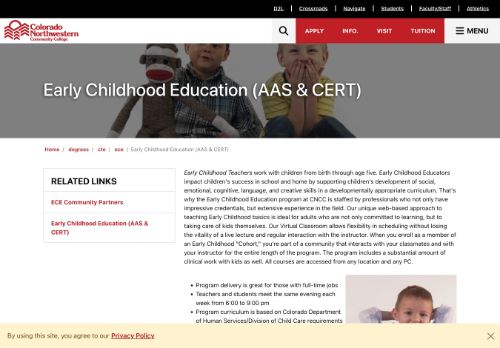 D2L | Crossroads | Navigate | Students | Faculty/Staff | Athletics
Colorado
Northwestern
Community College
APPLY INFO. VISIT TUITION MENU
Early Childhood Education (AAS & CERT)
Home / degrees / cte / ece / Early Childhood Education (AAS & CERT)
RELATED LINKS
ECE Community Partners
Early Childhood Education (AAS &
CERT)
Early Childhood Teachers work with children from birth through age five. Early Childhood Educators
impact children's success in school and home by supporting children's development of social,
emotional, cognitive, language, and creative skills in a developmentally appropriate curriculum. That's
why the Early Childhood Education program at CNCC is staffed by professionals who not only have
impressive credentials, but extensive experience in the field. Our unique web-based approach to
teaching Early Childhood basics is ideal for adults who are not only committed to learning, but to
taking care of kids themselves. Our Virtual Classroom allows flexibility in scheduling without losing
the vitality of a live lecture and regular interaction with the instructor. When you enroll as a member of
an Early Childhood "Cohort," you're part of a community that interacts with your classmates and with
your instructor for the entire length of the program. The program includes a substantial amount of
clinical work with kids as well. All courses are accessed from any location and any PC.
• Program delivery is great for those with full-time jobs
• Teachers and students meet the same evening each
week from 6:00 to 9:00 pm
• Program curriculum is based on Colorado Department
of Human Services/Division of Child Care requirements
By using this site, you agree to our Privacy Policy